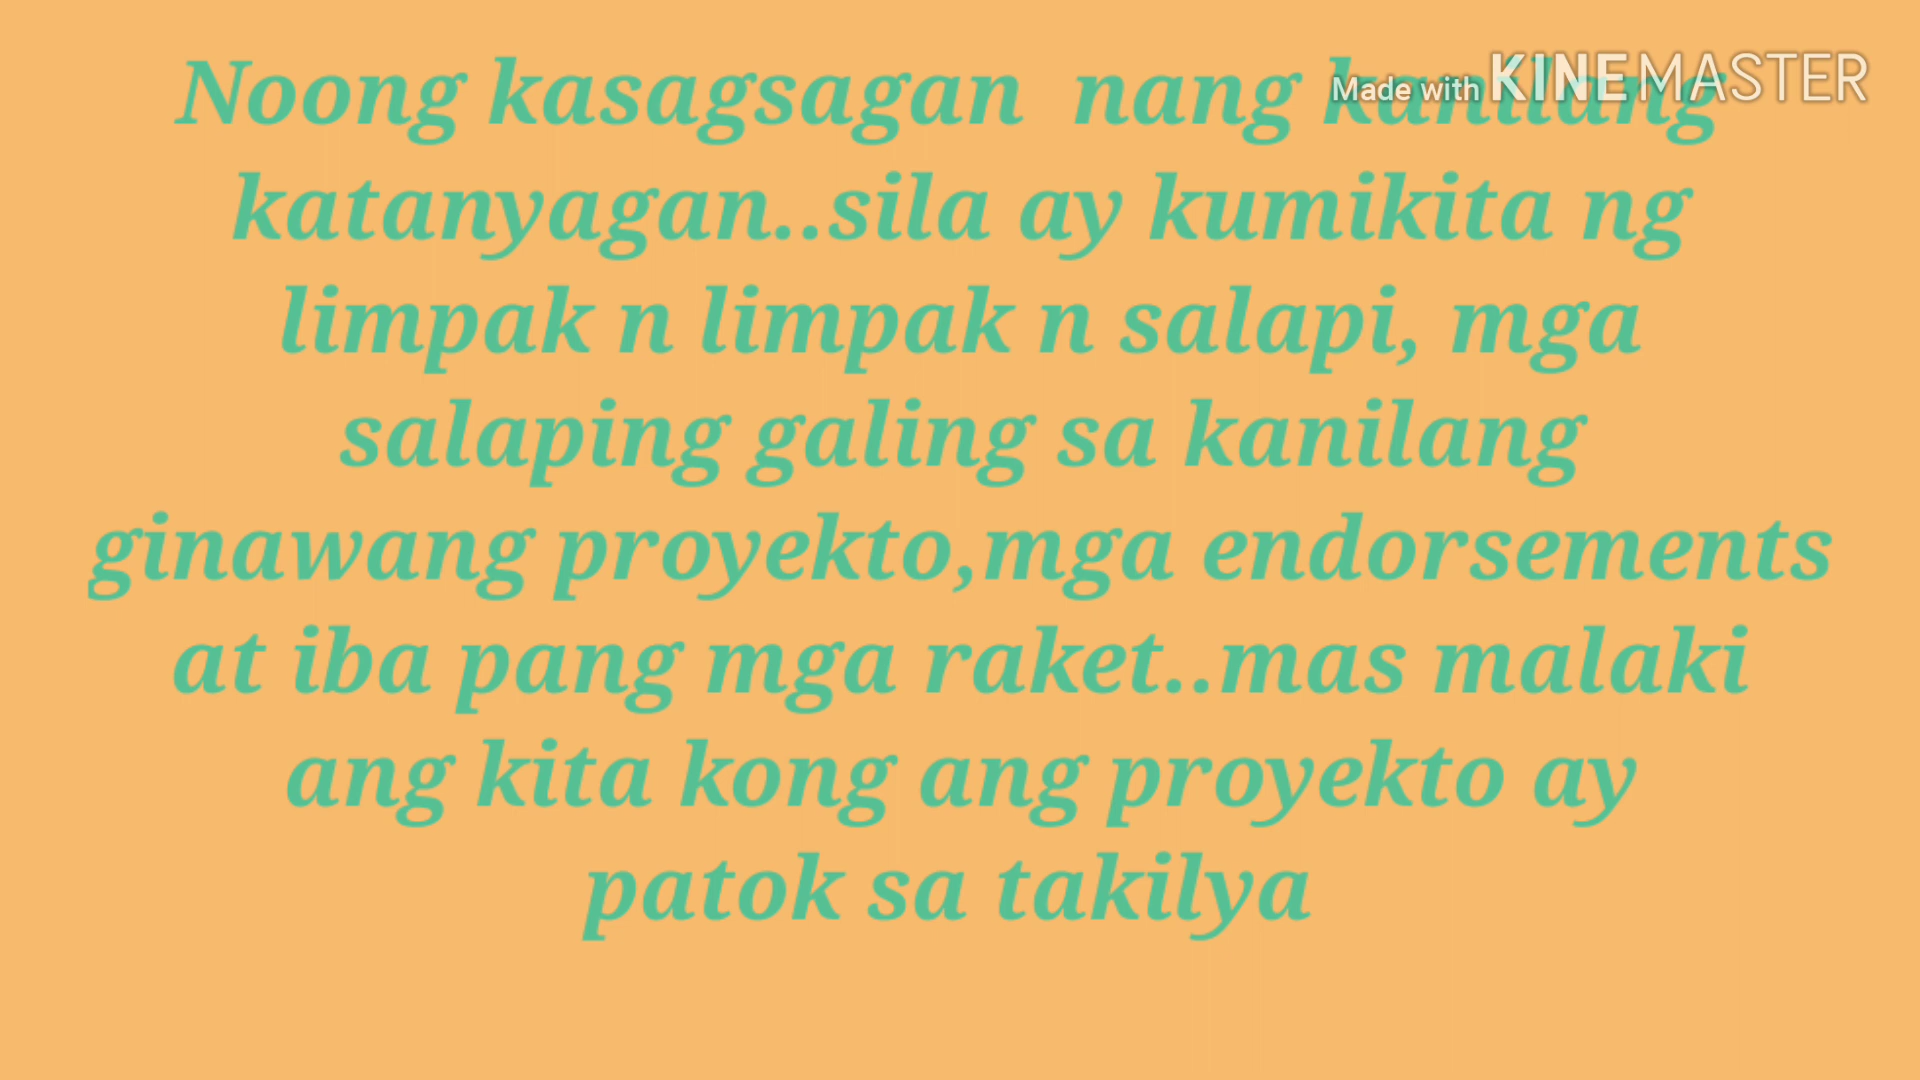 Noong kasagsagan nang kanilang
Made with KINEMASTER
katanyagan..sila ay kumikita ng
limpak n limpak n salapi, mga
salaping galing sa kanilang
ginawang proyekto,mga endorsements
at iba pang mga raket..mas malaki
ang kita kong ang proyekto ay
patok sa takilya